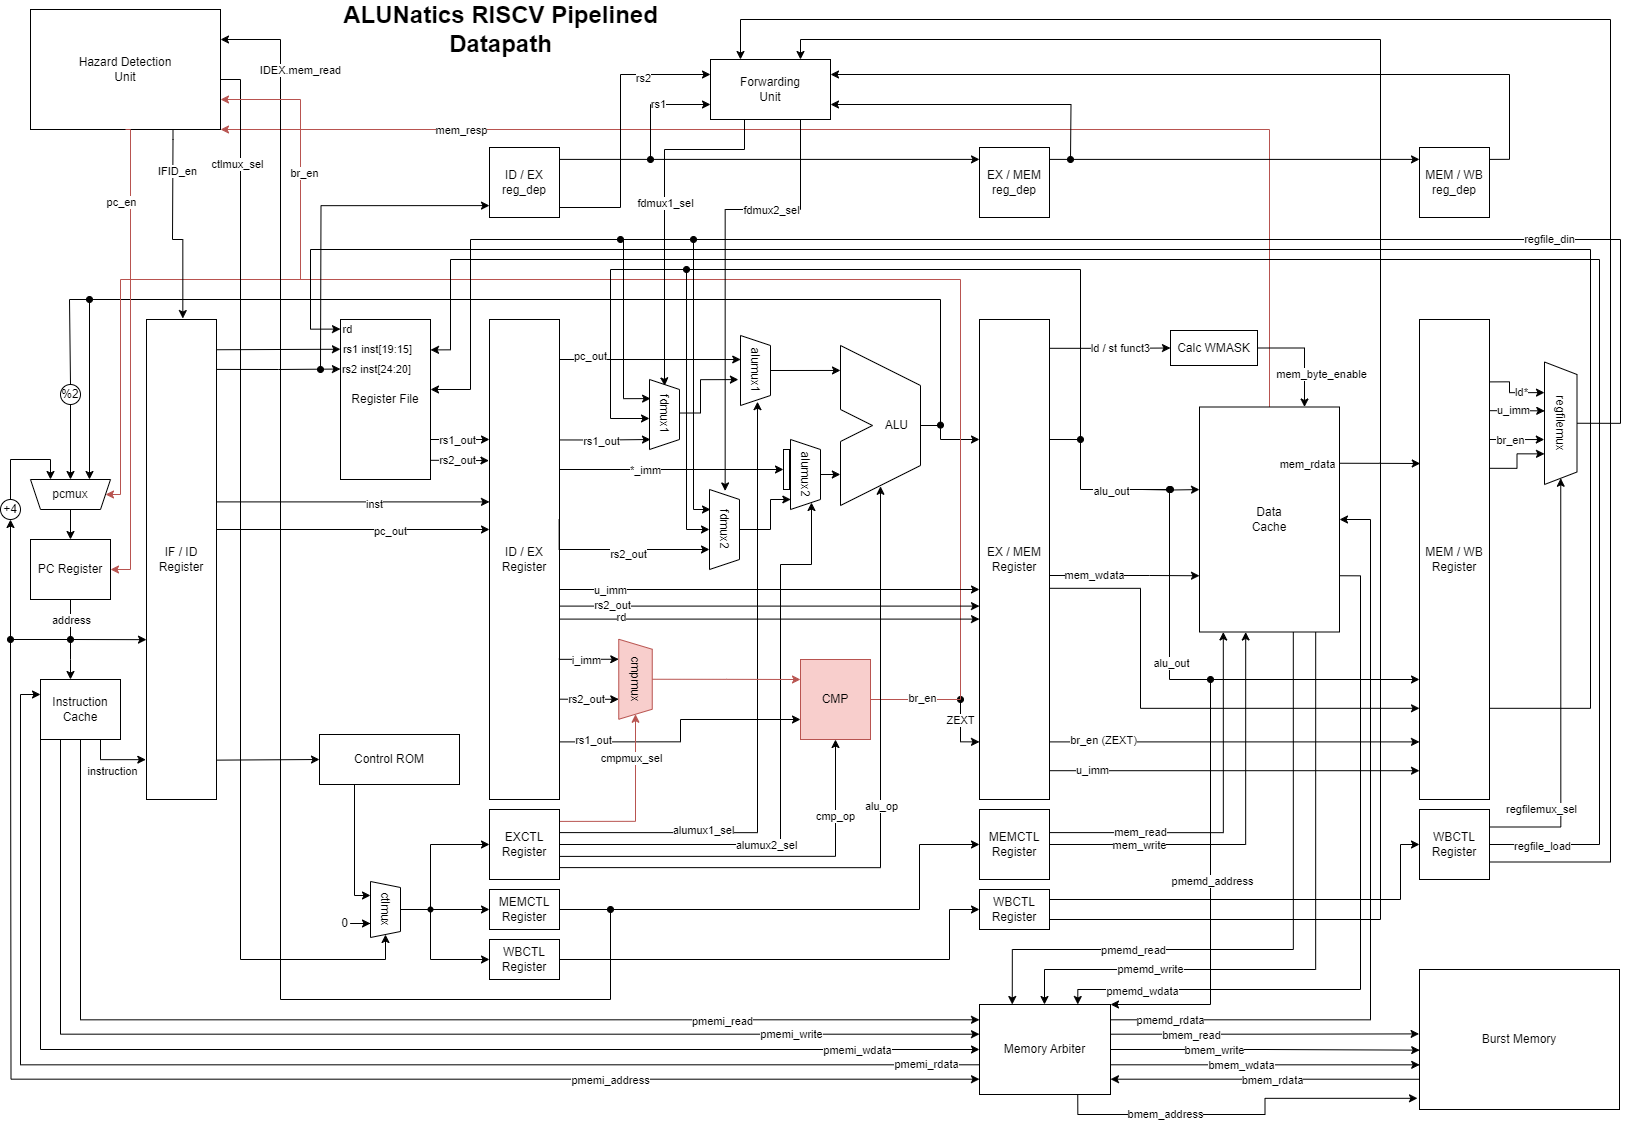 ALUNatics RISCV Pipelined
Datapath
Hazard Detection
Unit
IDEX.mem_read
rs2
rs1
Forwarding
Unit
mem_resp
IFID_en
ctlmux_sel
br_en
pc_en
ID / EX
reg_dep
EX / MEM
reg_dep
MEM / WB
reg_dep
fdmux1_sel
fdmux2_sel
regfile_din
rd
rs1 inst[19:15]
rs2 inst[24:20]
Register File
%2
+4
pcmux
PC Register
address
Instruction
Cache
instruction
IF / ID
Register
rs1_out
rs2_out
inst
pc_out
ID / EX
Register
pc_out
rs1_out
*_imm
rs2_out
u_imm
rs2_out
rd
i_imm
rs2_out
rs1_out
fdmux1
fdmux2
alumux1
alumux2
ALU
cmpmux
CMP
br_en
ZEXT
cmpmux_sel
cmp_op
alu_op
alumux1_sel
alumux2_sel
EX / MEM
Register
ld / st funct3
Calc WMASK
mem_byte_enable
alu_out
mem_rdata
Data
Cache
mem_wdata
alu_out
br_en (ZEXT)
u_imm
MEM / WB
Register
ld*
u_imm
br_en
regfilemux
regfilemux_sel
regfile_load
Control ROM
ctlmux
0
EXCTL
Register
MEMCTL
Register
WBCTL
Register
MEMCTL
Register
WBCTL
Register
mem_read
mem_write
WBCTL
Register
pmemd_address
pmemd_read
pmemd_write
pmemd_wdata
pmemd_rdata
bmem_read
bmem_write
bmem_wdata
bmem_rdata
bmem_address
pmemi_read
pmemi_write
pmemi_wdata
pmemi_rdata
pmemi_address
Memory Arbiter
Burst Memory